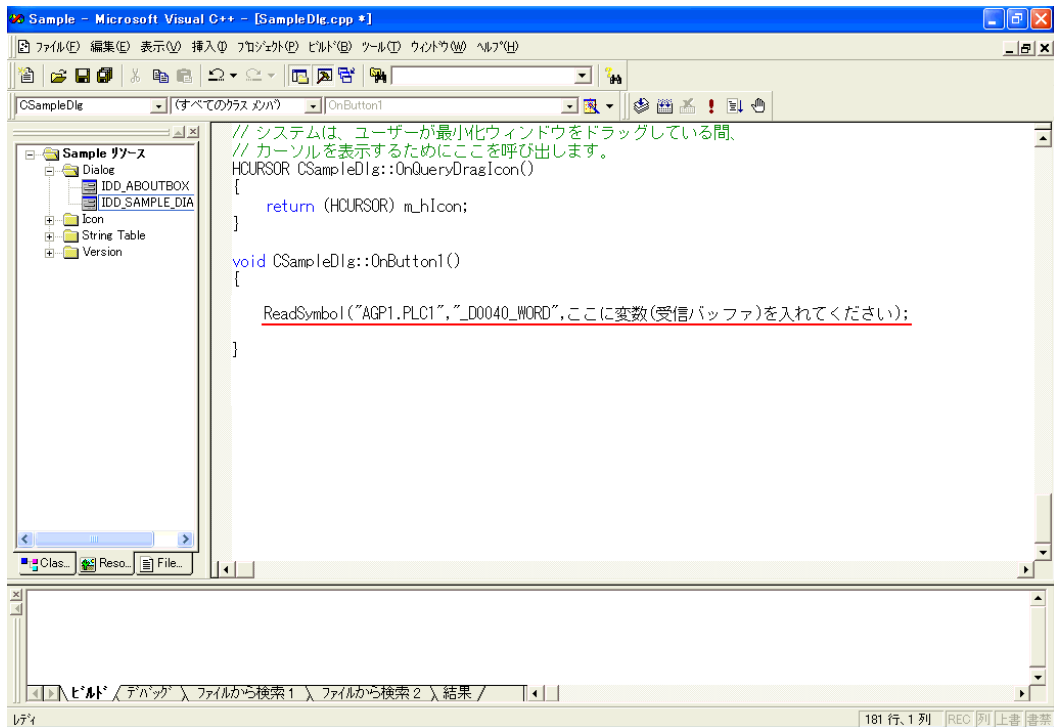 Sample - Microsoft Visual C++ - [SampleDlg.cpp *]
ファイル(F) 編集(E) 表示(V) 挿入(I) プロジェクト(P) ビルド(B) ツール(T) ウィンドウ(W) ヘルプ(H)
CSampleDlg (すべてのクラス メンバ) OnButton1
Sample リソース
Dialog
IDD_ABOUTBOX
IDD_SAMPLE_DIA
Icon
String Table
Version
// システムは、ユーザーが最小化ウィンドウをドラッグしている間、
// カーソルを表示するためにここを呼び出します。
HCURSOR CSampleDlg::OnQueryDragIcon()
{
return (HCURSOR) m_hIcon;
}
void CSampleDlg::OnButton1()
{
ReadSymbol("AGP1.PLC1","_D0040_WORD",ここに変数(受信バッファ)を入れてください);
}
Clas... Reso... File...
ビルド デバッグ ファイルから検索 1 ファイルから検索 2 結果
レディ 181 行、1 列 REC 列 上書 書禁